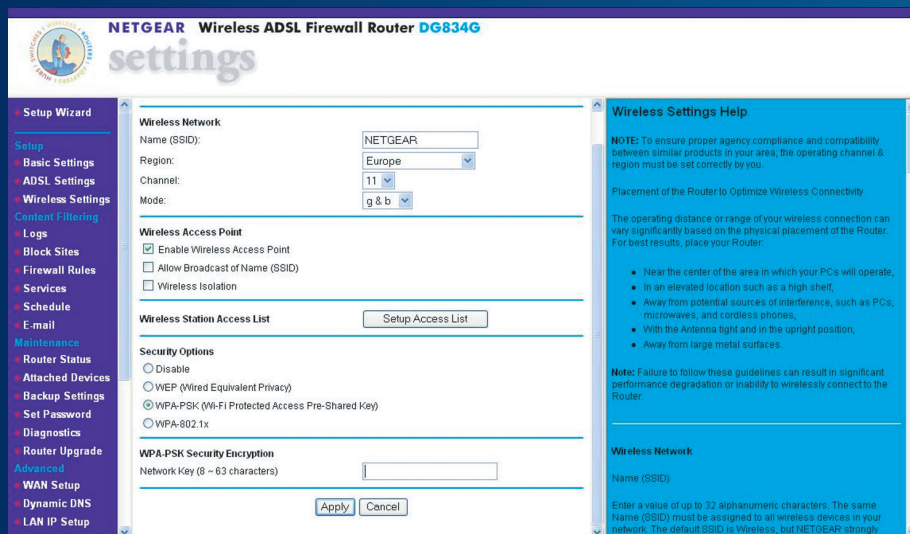 NETGEAR Wireless ADSL Firewall Router DG834G
settings
SWITCHES WIRELESS ROUTERS
HUBS
Setup Wizard
Setup
Basic Settings
ADSL Settings
Wireless Settings
Content Filtering
Logs
Block Sites
Firewall Rules
Services
Schedule
E-mail
Maintenance
Router Status
Attached Devices
Backup Settings
Set Password
Diagnostics
Router Upgrade
Advanced
WAN Setup
Dynamic DNS
LAN IP Setup
Wireless Network
Name (SSID): NETGEAR
Region: Europe
Channel: 11
Mode: g & b
Wireless Access Point
Enable Wireless Access Point
Allow Broadcast of Name (SSID)
Wireless Isolation
Wireless Station Access List Setup Access List
Security Options
Disable
WEP (Wired Equivalent Privacy)
WPA-PSK (Wi-Fi Protected Access Pre-Shared Key)
WPA-802.1x
WPA-PSK Security Encryption
Network Key (8 ~ 63 characters)
Apply Cancel
Wireless Settings Help
NOTE: To ensure proper agency compliance and compatibility
between similar products in your area; the operating channel &
region must be set correctly by you.
Placement of the Router to Optimize Wireless Connectivity
The operating distance or range of your wireless connection can
vary significantly based on the physical placement of the Router.
For best results, place your Router:
Near the center of the area in which your PCs will operate,
In an elevated location such as a high shelf,
Away from potential sources of interference, such as PCs,
microwaves, and cordless phones,
With the Antenna tight and in the upright position,
Away from large metal surfaces.
Note: Failure to follow these guidelines can result in significant
performance degradation or inability to wirelessly connect to the
Router.
Wireless Network
Name (SSID)
Enter a value of up to 32 alphanumeric characters. The same
Name (SSID) must be assigned to all wireless devices in your
network. The default SSID is Wireless, but NETGEAR strongly